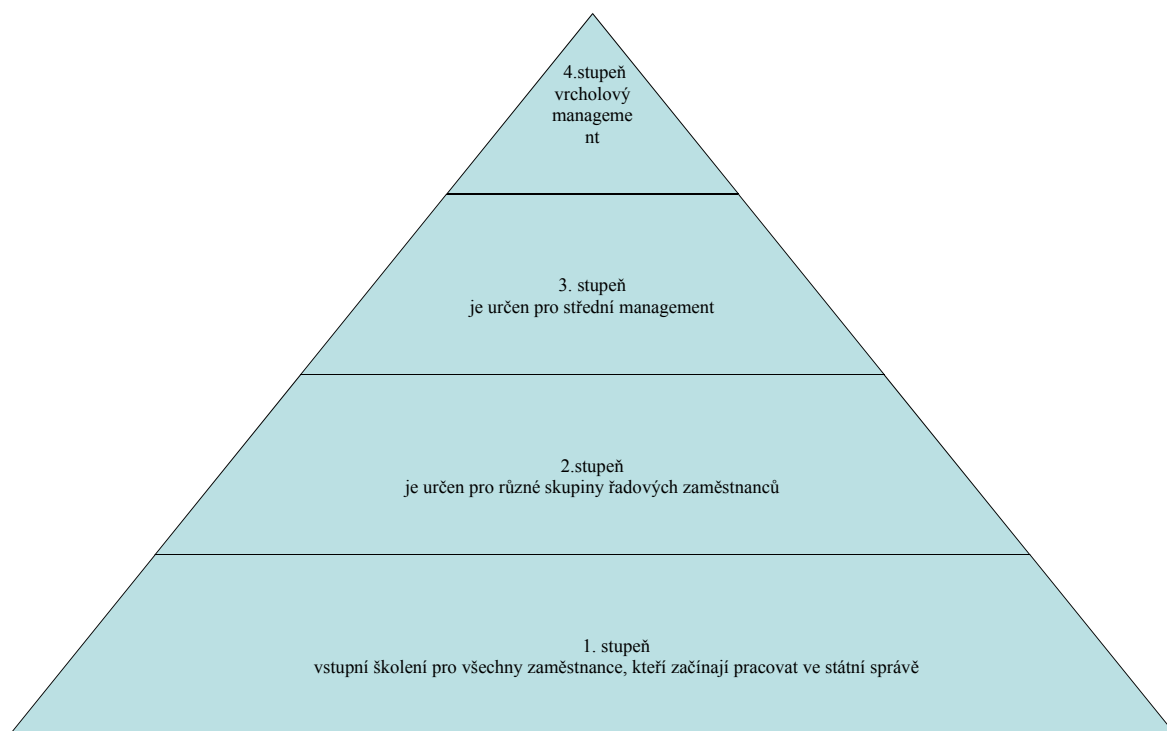 4.stupeň
vrcholový
manageme
nt
3. stupeň
je určen pro střední management
2.stupeň
je určen pro různé skupiny řadových zaměstnanců
1. stupeň
vstupní školení pro všechny zaměstnance, kteří začínají pracovat ve státní správě